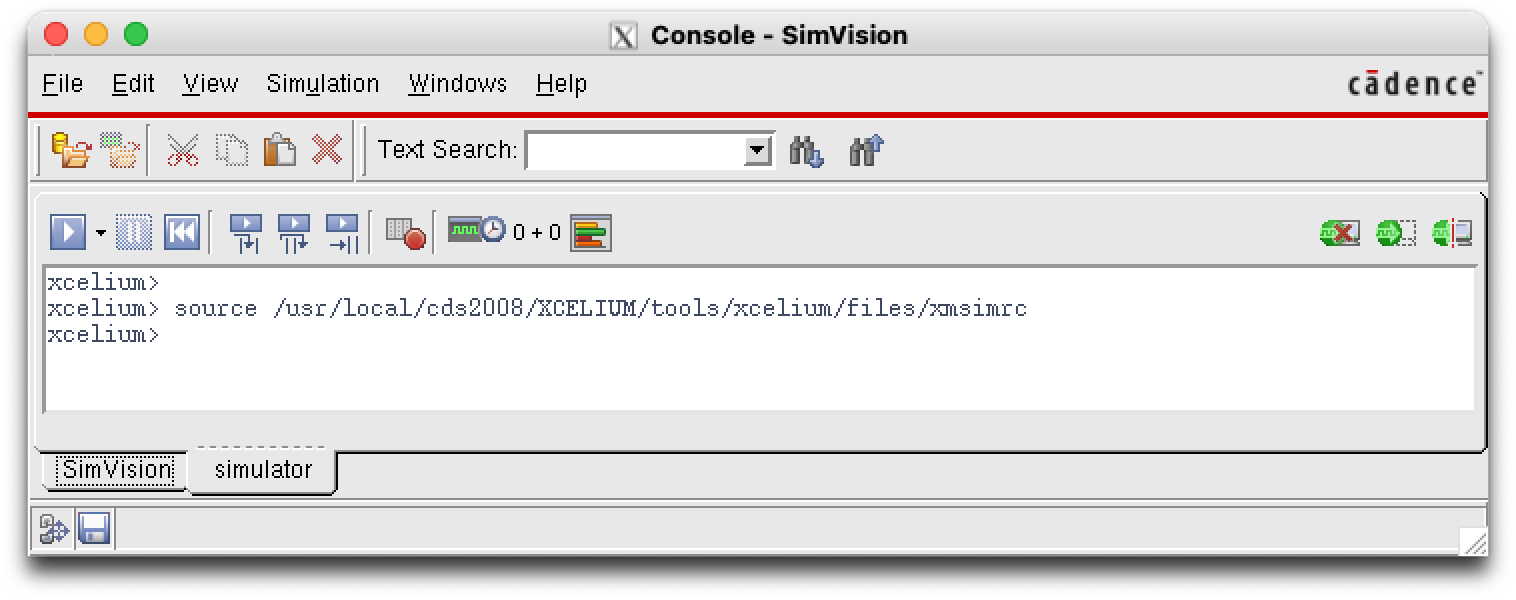 Console - SimVision
File Edit View Simulation Windows Help
cādence™
Text Search:
0 + 0
xcelium>
xcelium> source /usr/local/cds2008/XCELIUM/tools/xcelium/files/xmsimrc
xcelium>
SimVision simulator